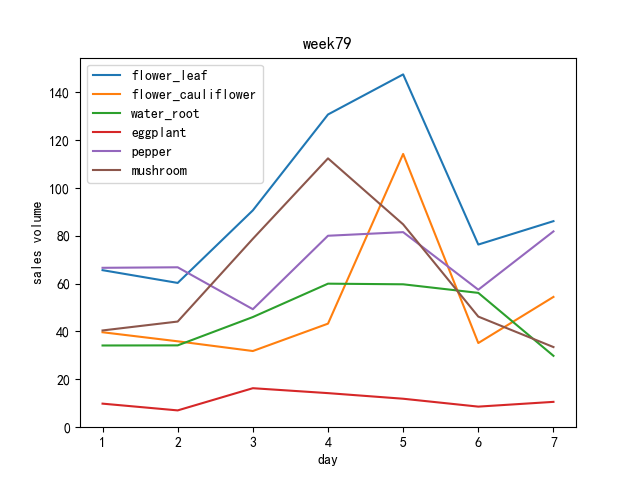 week79
flower_leaf
flower_cauliflower
water_root
eggplant
pepper
mushroom
sales volume
140
120
100
80
60
40
20
0
1 2 3 4 5 6 7
day